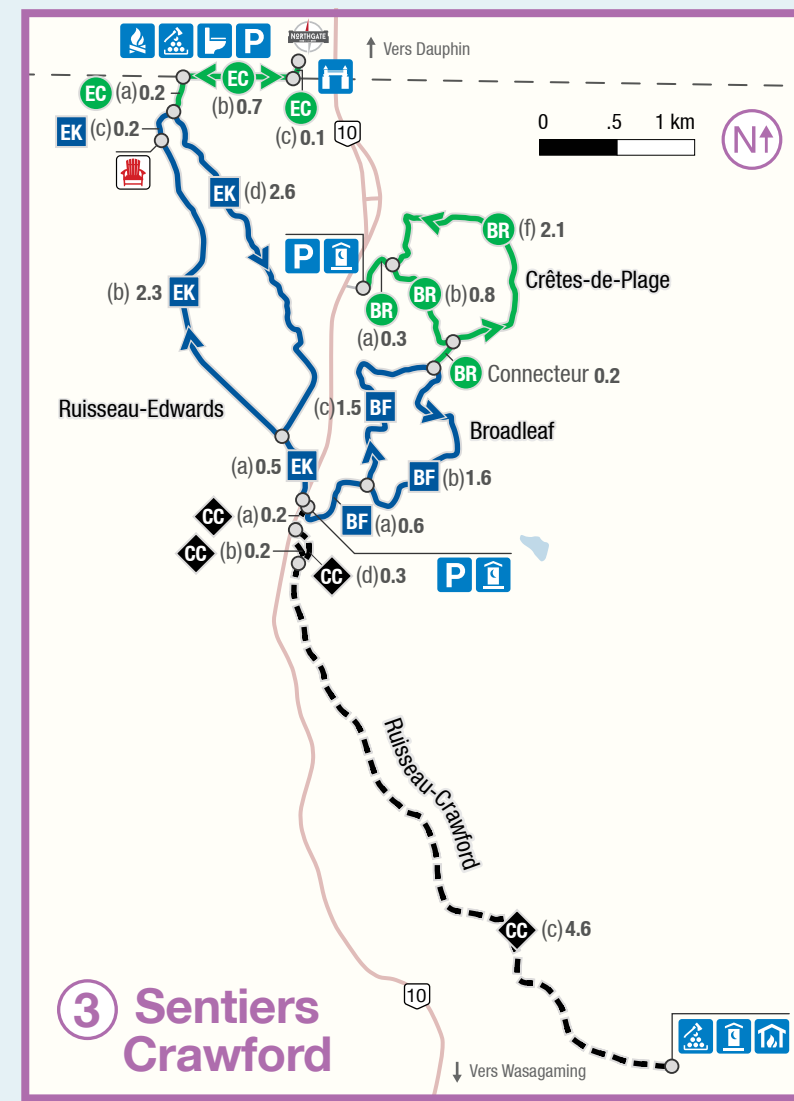 P
NORTHGATE
↑ Vers Dauphin
EC (a) 0.2
EC
(b) 0.7
EC
(c) 0.1
10
0 .5 1 km
N↑
EK (c) 0.2
EK (d) 2.6
P
BR (f) 2.1
Crêtes-de-Plage
(b) 2.3 EK
BR (b) 0.8
BR
(a) 0.3
BR Connecteur 0.2
Ruisseau-Edwards
(c) 1.5 BF
Broadleaf
(a) 0.5 EK
BF (b) 1.6
CC (a) 0.2
BF (a) 0.6
CC (b) 0.2
CC (d) 0.3
P
Ruisseau-Crawford
CC (c) 4.6
10
3 Sentiers
Crawford
↓ Vers Wasagaming